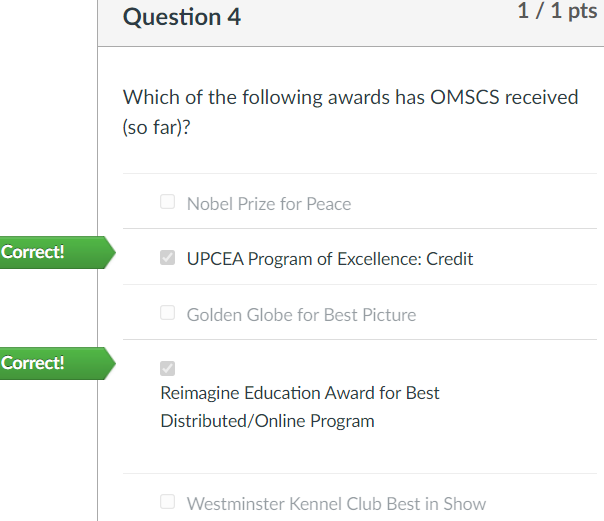 Question 4
1 / 1 pts
Which of the following awards has OMSCS received
(so far)?
Nobel Prize for Peace
Correct!
UPCEA Program of Excellence: Credit
Golden Globe for Best Picture
Correct!
Reimagine Education Award for Best
Distributed/Online Program
Westminster Kennel Club Best in Show